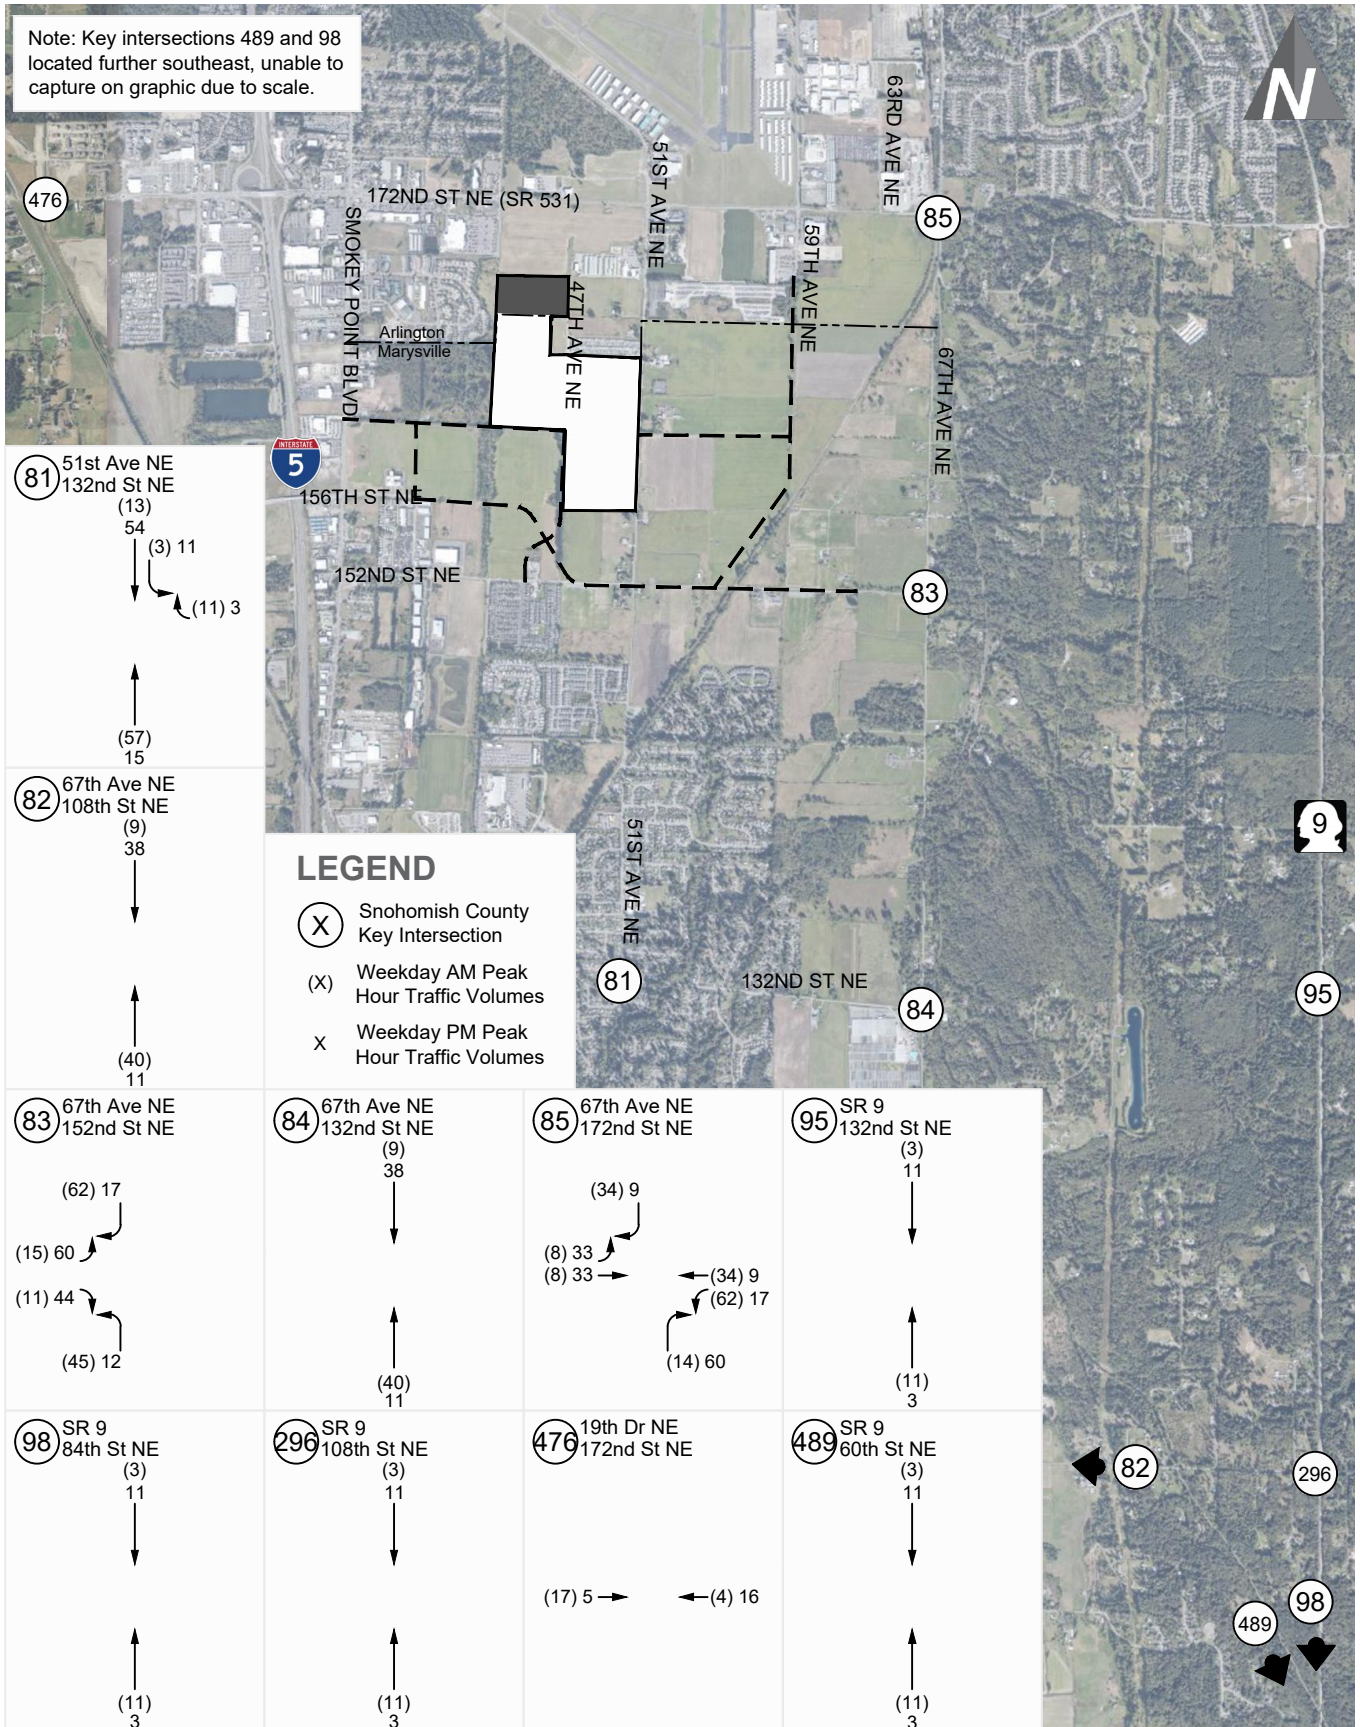 Note: Key intersections 489 and 98
located further southeast, unable to
capture on graphic due to scale.
N
476
172ND ST NE (SR 531)
SMOKEY POINT BLVD
51ST AVE NE
63RD AVE NE
85
59TH AVE NE
47TH AVE NE
Arlington
Marysville
67TH AVE NE
INTERSTATE
5
156TH ST NE
152ND ST NE
83
51ST AVE NE
9
81
132ND ST NE
84
95
82
296
98
489
81
51st Ave NE
132nd St NE
(13)
54
(3) 11
(11) 3
(57)
15
82
67th Ave NE
108th St NE
(9)
38
(40)
11
LEGEND
X
Snohomish County
Key Intersection
(X)
Weekday AM Peak
Hour Traffic Volumes
X
Weekday PM Peak
Hour Traffic Volumes
83
67th Ave NE
152nd St NE
(62) 17
(15) 60
(11) 44
(45) 12
84
67th Ave NE
132nd St NE
(9)
38
(40)
11
85
67th Ave NE
172nd St NE
(34) 9
(8) 33
(8) 33
(34) 9
(62) 17
(14) 60
95
SR 9
132nd St NE
(3)
11
(11)
3
98
SR 9
84th St NE
(3)
11
(11)
3
296
SR 9
108th St NE
(3)
11
(11)
3
476
19th Dr NE
172nd St NE
(17) 5
(4) 16
489
SR 9
60th St NE
(3)
11
(11)
3